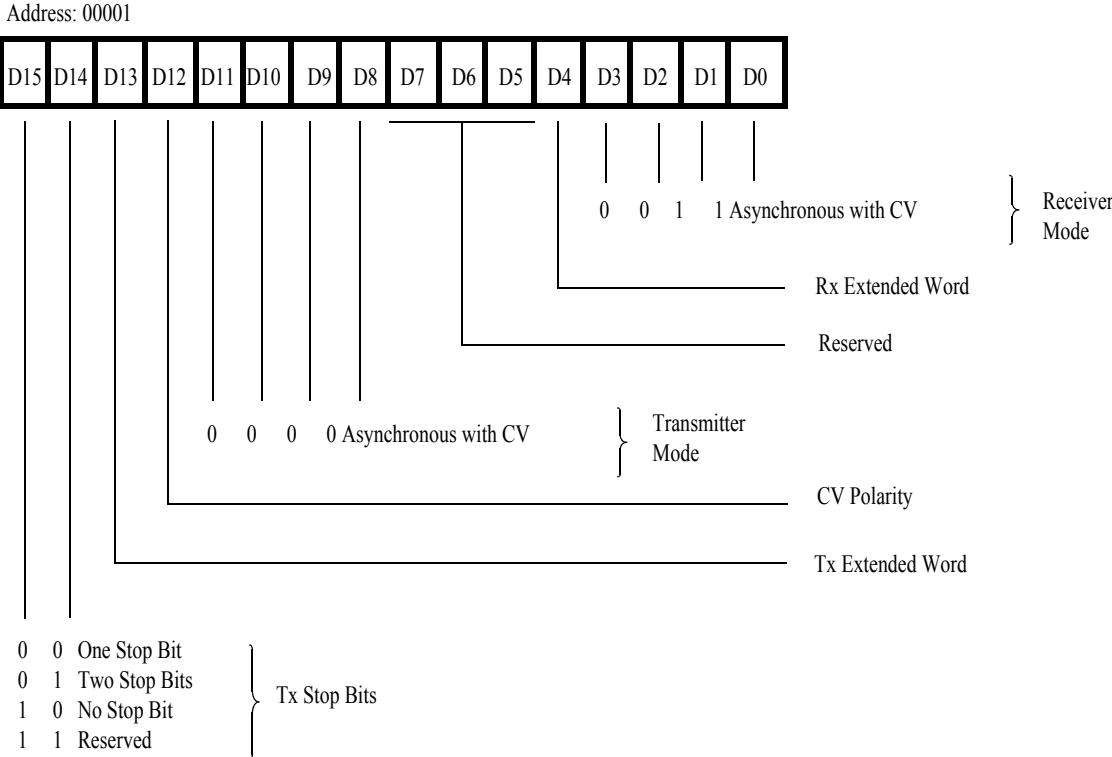 Address: 00001
D15 D14 D13 D12 D11 D10 D9 D8 D7 D6 D5 D4 D3 D2 D1 D0
0 0 1 1 Asynchronous with CV
Receiver
Mode
Rx Extended Word
Reserved
0 0 0 0 Asynchronous with CV
Transmitter
Mode
CV Polarity
Tx Extended Word
0 0 One Stop Bit
0 1 Two Stop Bits
1 0 No Stop Bit
1 1 Reserved
Tx Stop Bits